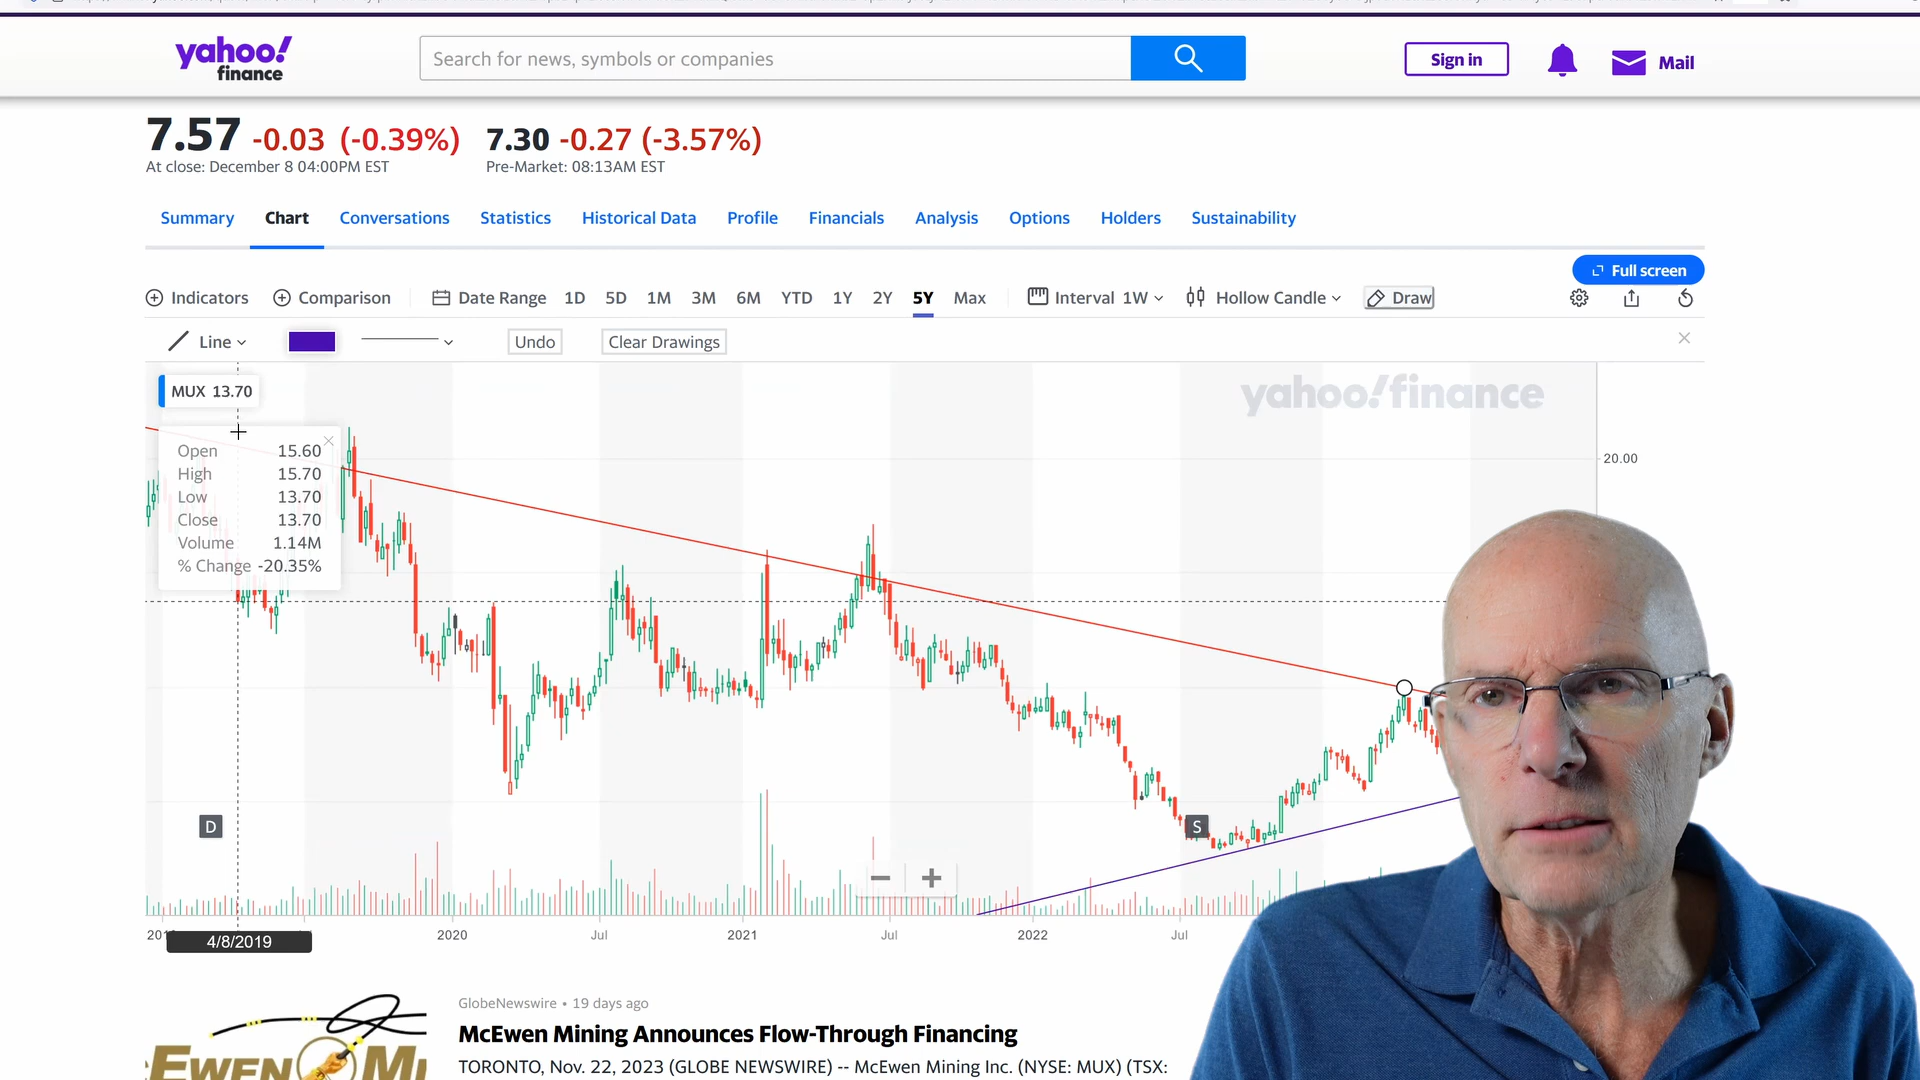 yahoo!
finance
Search for news, symbols or companies
Sign in
Mail
7.57 -0.03 (-0.39%) 7.30 -0.27 (-3.57%)
At close: December 8 04:00PM EST
Pre-Market: 08:13AM EST
Summary Chart Conversations Statistics Historical Data Profile Financials Analysis Options Holders Sustainability
Full screen
Indicators Comparison Date Range 1D 5D 1M 3M 6M YTD 1Y 2Y 5Y Max Interval 1W Hollow Candle Draw
Line Undo Clear Drawings
MUX 13.70
yahoo!finance
Open 15.60
High 15.70
Low 13.70
Close 13.70
Volume 1.14M
% Change -20.35%
20.00
D
S
4/8/2019
2020 Jul 2021 Jul 2022 Jul
GlobeNewswire • 19 days ago
McEwen Mining Announces Flow-Through Financing
TORONTO, Nov. 22, 2023 (GLOBE NEWSWIRE) -- McEwen Mining Inc. (NYSE: MUX) (TSX: